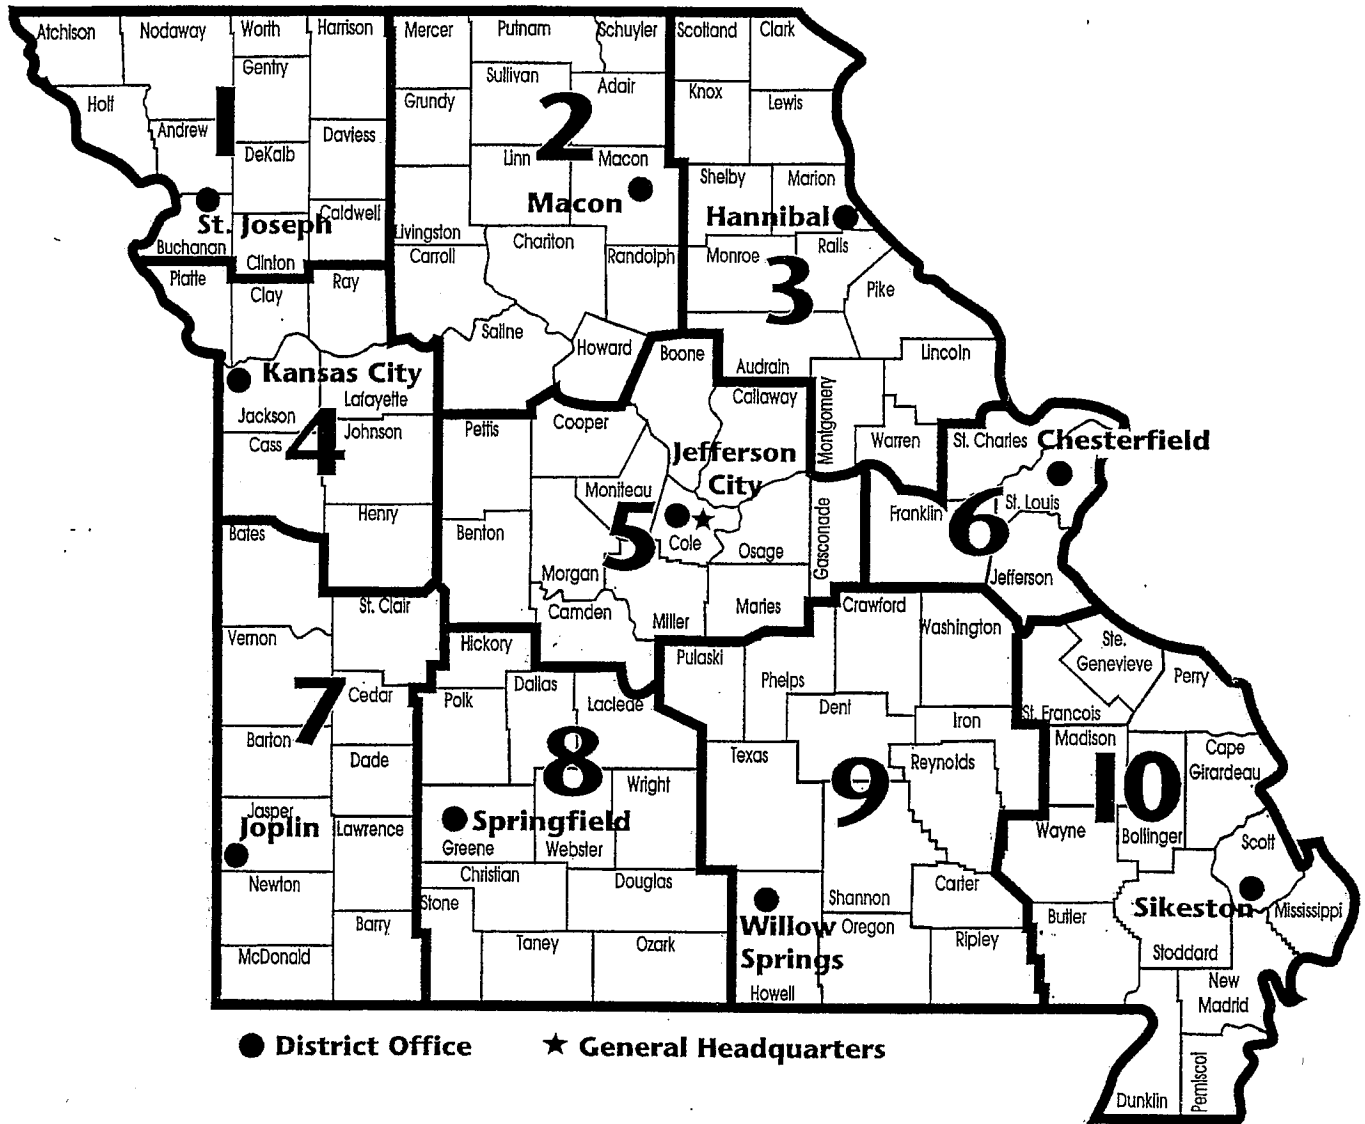 Atchison Nodaway Worth Harrison Mercer Putnam Schuyler Scotland Clark
Gentry Sullivan Adair
Holt Grundy Knox Lewis
1 2
Andrew Daviess
DeKalb Linn Macon
Shelby Marion
Macon
St. Joseph Caldwell Hannibal
Buchanan Livingston Chariton Ralls
Clinton Carroll Randolph Monroe
Platte Clay Ray 3 Pike
Saline Howard Boone Lincoln
Kansas City Audrain
Jackson Lafayette Callaway Montgomery
4
Cass Johnson Pettis Cooper Warren St. Charles Chesterfield
Jefferson
City
Moniteau
Henry 5 Gasconade Franklin 6 St. Louis
Bates Benton Cole Osage
Morgan Jefferson
St. Clair Camden Miller Maries Crawford
Vernon Hickory Washington Ste.
Genevieve
Pulaski
7 Cedar Polk Dallas Laclede Phelps Dent Iron St. Francois Perry
Barton Dade 8 Texas 9 Reynolds Madison Cape
Girardeau
Wright 10
Jasper
Joplin Lawrence Springfield Wayne Bollinger Scott
Greene Webster
Newton Christian Douglas Carter
Stone Shannon
Barry Willow
Springs
Oregon Butler Sikeston Mississippi
McDonald Taney Ozark Ripley Stoddard
Howell New
Madrid
District Office General Headquarters
Dunklin Pemiscot